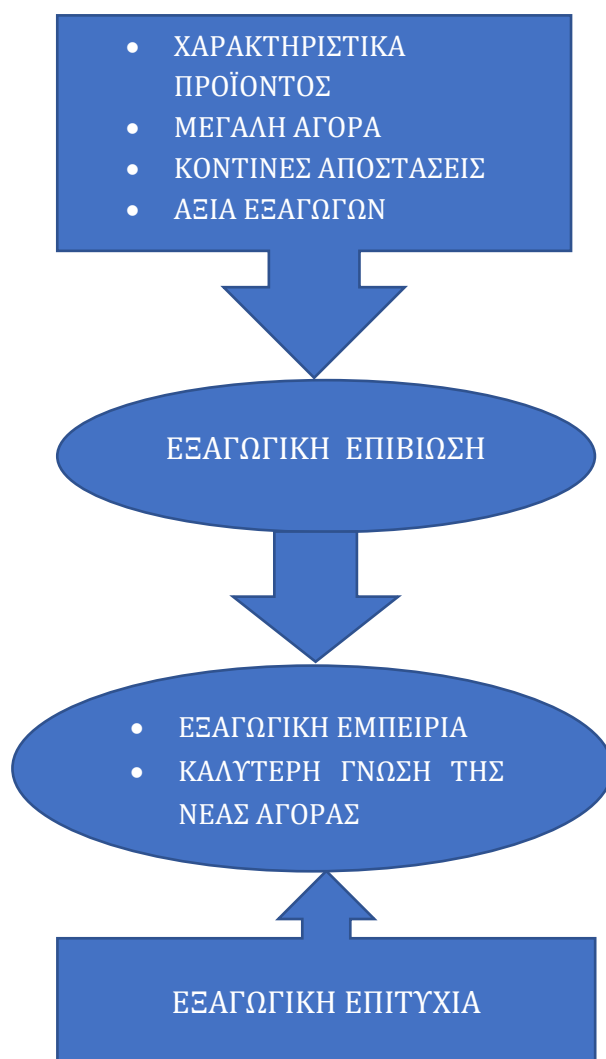 • ΧΑΡΑΚΤΗΡΙΣΤΙΚΑ
ΠΡΟΪΟΝΤΟΣ
• ΜΕΓΑΛΗ ΑΓΟΡΑ
• ΚΟΝΤΙΝΕΣ ΑΠΟΣΤΑΣΕΙΣ
• ΑΞΙΑ ΕΞΑΓΩΓΩΝ
ΕΞΑΓΩΓΙΚΗ ΕΠΙΒΙΩΣΗ
• ΕΞΑΓΩΓΙΚΗ ΕΜΠΕΙΡΙΑ
• ΚΑΛΥΤΕΡΗ ΓΝΩΣΗ ΤΗΣ
ΝΕΑΣ ΑΓΟΡΑΣ
ΕΞΑΓΩΓΙΚΗ ΕΠΙΤΥΧΙΑ